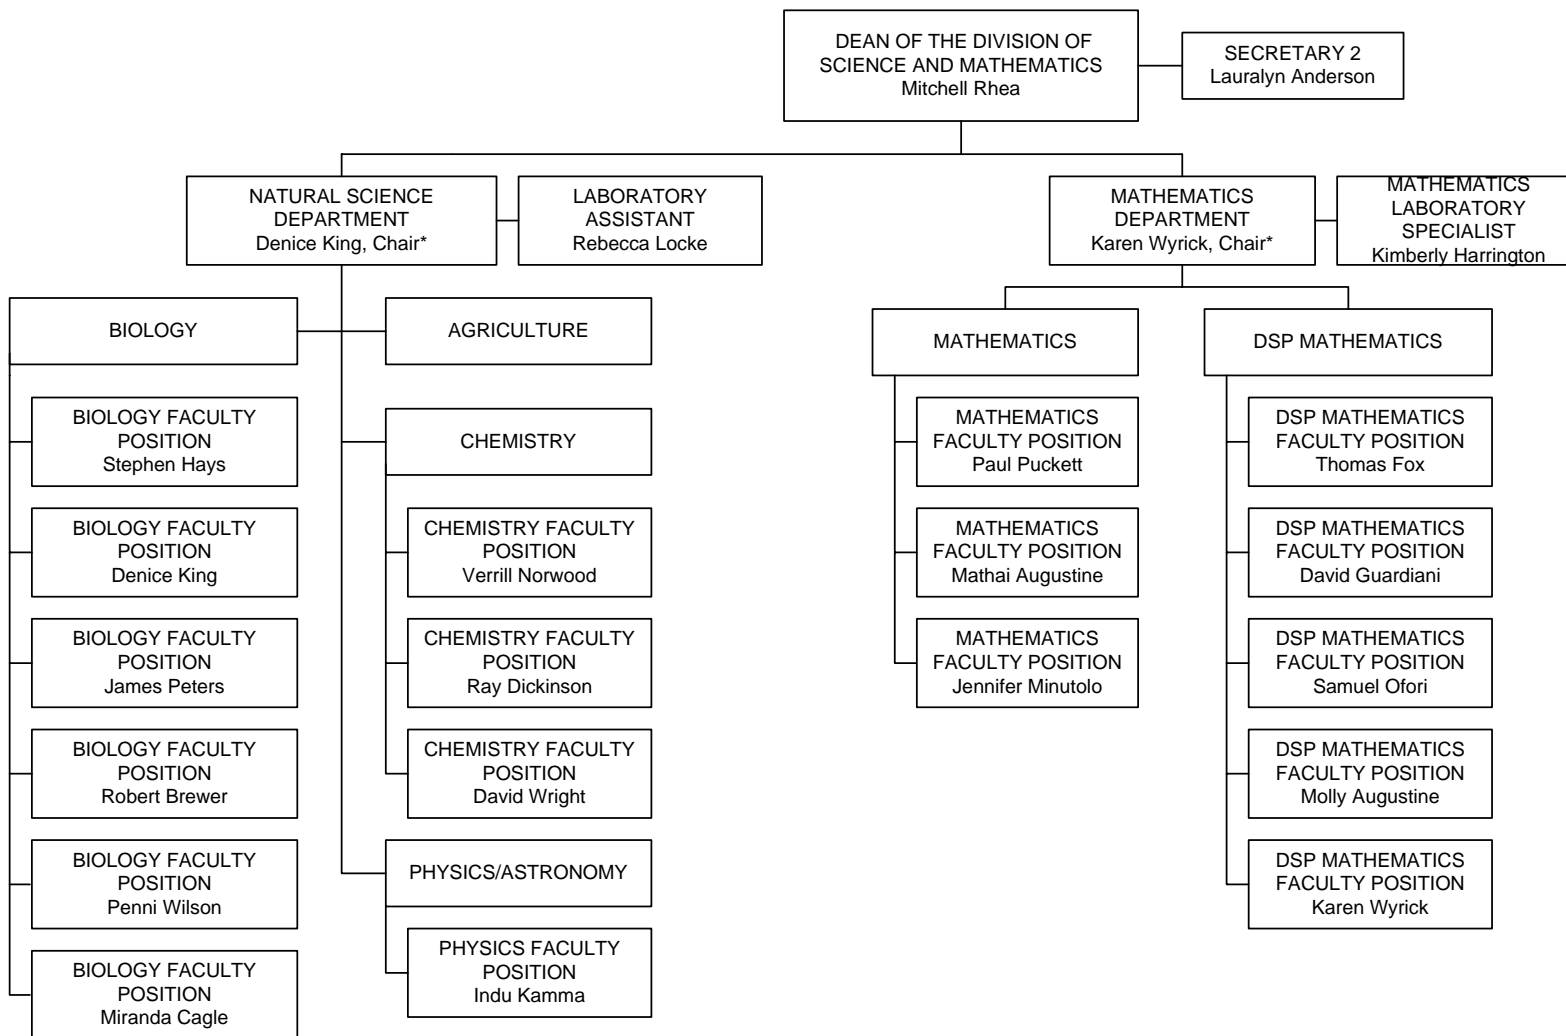 DEAN OF THE DIVISION OF
SCIENCE AND MATHEMATICS
Mitchell Rhea
SECRETARY 2
Lauralyn Anderson
NATURAL SCIENCE
DEPARTMENT
Denice King, Chair*
LABORATORY
ASSISTANT
Rebecca Locke
MATHEMATICS
DEPARTMENT
Karen Wyrick, Chair*
MATHEMATICS
LABORATORY
SPECIALIST
Kimberly Harrington
BIOLOGY
BIOLOGY FACULTY
POSITION
Stephen Hays
BIOLOGY FACULTY
POSITION
Denice King
BIOLOGY FACULTY
POSITION
James Peters
BIOLOGY FACULTY
POSITION
Robert Brewer
BIOLOGY FACULTY
POSITION
Penni Wilson
BIOLOGY FACULTY
POSITION
Miranda Cagle
AGRICULTURE
CHEMISTRY
CHEMISTRY FACULTY
POSITION
Verrill Norwood
CHEMISTRY FACULTY
POSITION
Ray Dickinson
CHEMISTRY FACULTY
POSITION
David Wright
PHYSICS/ASTRONOMY
PHYSICS FACULTY
POSITION
Indu Kamma
MATHEMATICS
MATHEMATICS
FACULTY POSITION
Paul Puckett
MATHEMATICS
FACULTY POSITION
Mathai Augustine
MATHEMATICS
FACULTY POSITION
Jennifer Minutolo
DSP MATHEMATICS
DSP MATHEMATICS
FACULTY POSITION
Thomas Fox
DSP MATHEMATICS
FACULTY POSITION
David Guardiani
DSP MATHEMATICS
FACULTY POSITION
Samuel Ofori
DSP MATHEMATICS
FACULTY POSITION
Molly Augustine
DSP MATHEMATICS
FACULTY POSITION
Karen Wyrick